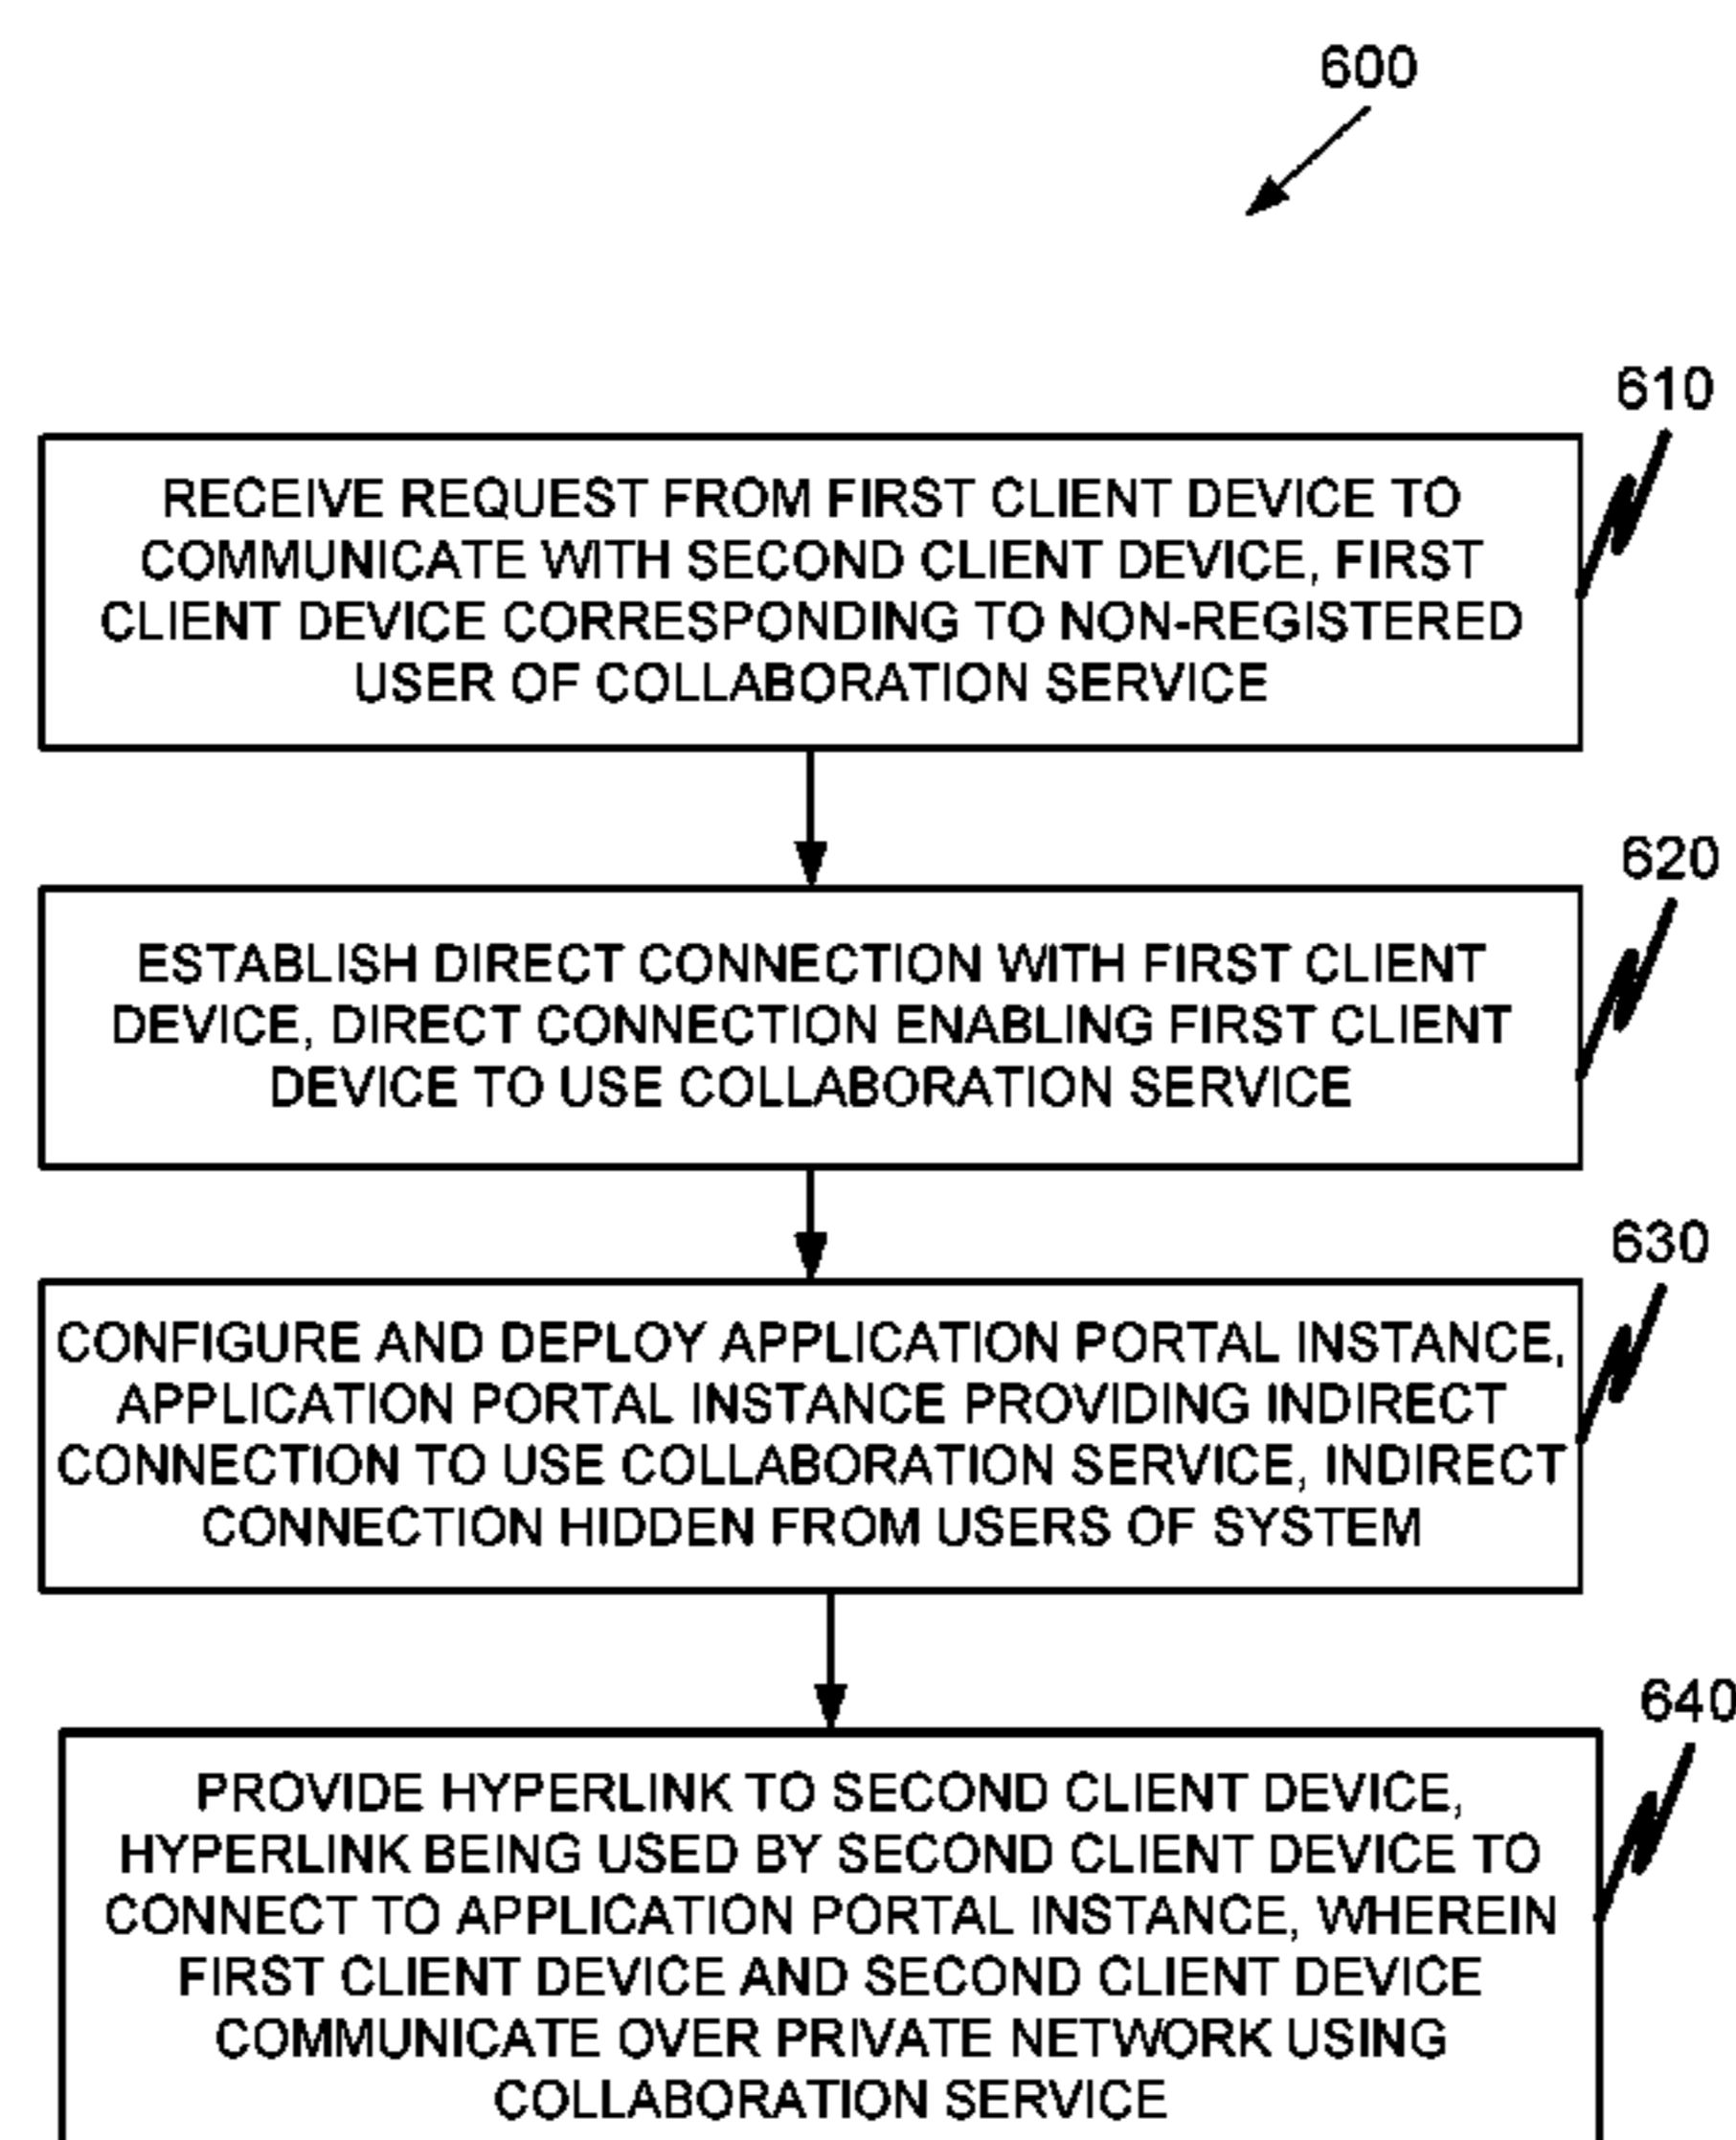 600
610
RECEIVE REQUEST FROM FIRST CLIENT DEVICE TO
COMMUNICATE WITH SECOND CLIENT DEVICE, FIRST
CLIENT DEVICE CORRESPONDING TO NON-REGISTERED
USER OF COLLABORATION SERVICE
620
ESTABLISH DIRECT CONNECTION WITH FIRST CLIENT
DEVICE, DIRECT CONNECTION ENABLING FIRST CLIENT
DEVICE TO USE COLLABORATION SERVICE
630
CONFIGURE AND DEPLOY APPLICATION PORTAL INSTANCE,
APPLICATION PORTAL INSTANCE PROVIDING INDIRECT
CONNECTION TO USE COLLABORATION SERVICE, INDIRECT
CONNECTION HIDDEN FROM USERS OF SYSTEM
640
PROVIDE HYPERLINK TO SECOND CLIENT DEVICE,
HYPERLINK BEING USED BY SECOND CLIENT DEVICE TO
CONNECT TO APPLICATION PORTAL INSTANCE, WHEREIN
FIRST CLIENT DEVICE AND SECOND CLIENT DEVICE
COMMUNICATE OVER PRIVATE NETWORK USING
COLLABORATION SERVICE